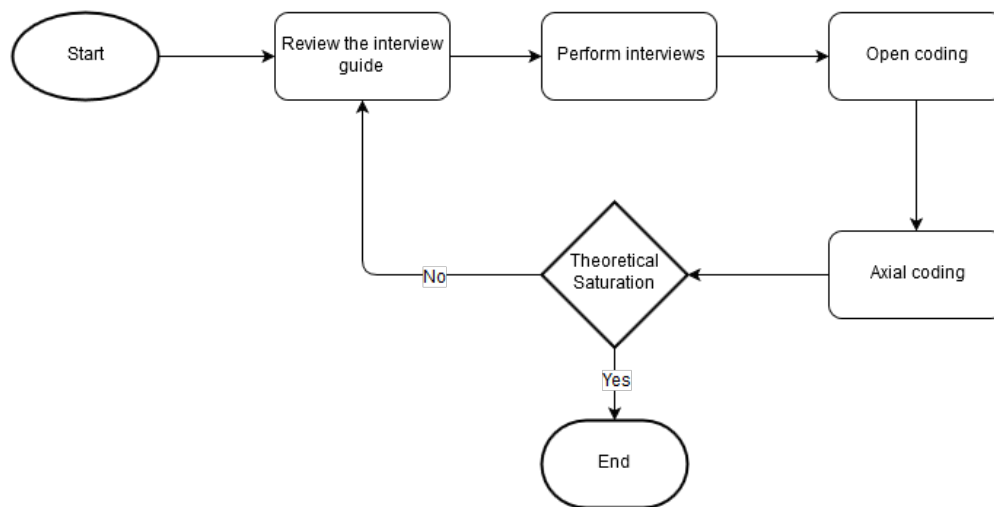 Start
Review the interview
guide
Perform interviews
Open coding
Theoretical
Saturation
Axial coding
No
Yes
End